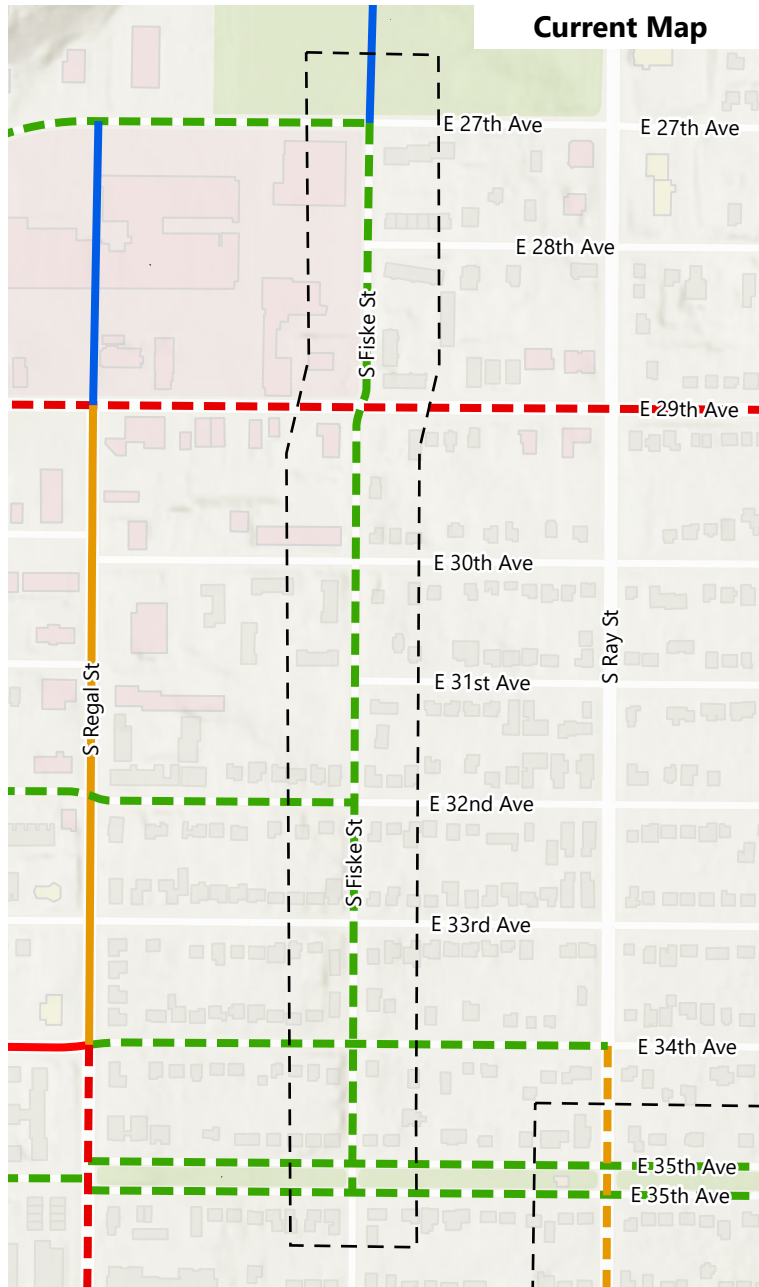 Current Map
E 27th Ave
E 27th Ave
E 28th Ave
S Fiske St
E 29th Ave
E 30th Ave
S Ray St
E 31st Ave
S Regal St
E 32nd Ave
S Fiske St
E 33rd Ave
E 34th Ave
E 35th Ave
E 35th Ave